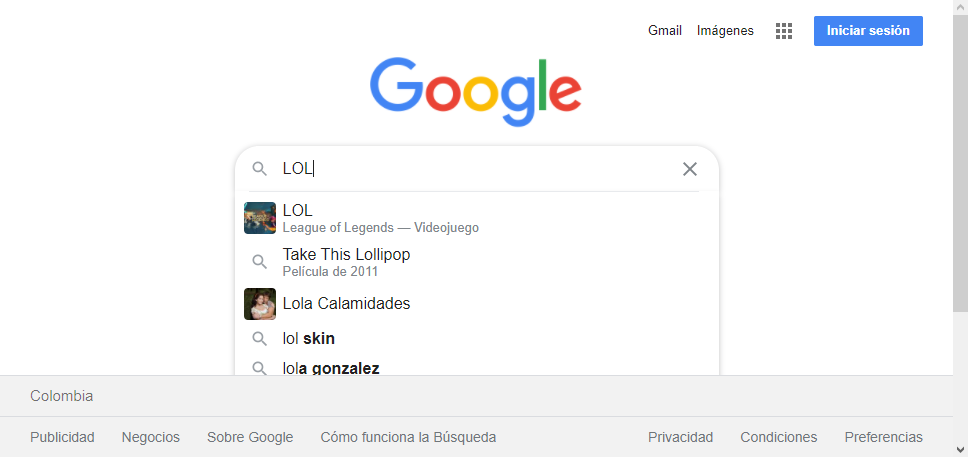 Gmail Imágenes Iniciar sesión
Google
LOL
LOL
League of Legends — Videojuego
Take This Lollipop
Película de 2011
Lola Calamidades
lol skin
lola gonzalez
Colombia
Publicidad Negocios Sobre Google Cómo funciona la Búsqueda Privacidad Condiciones Preferencias